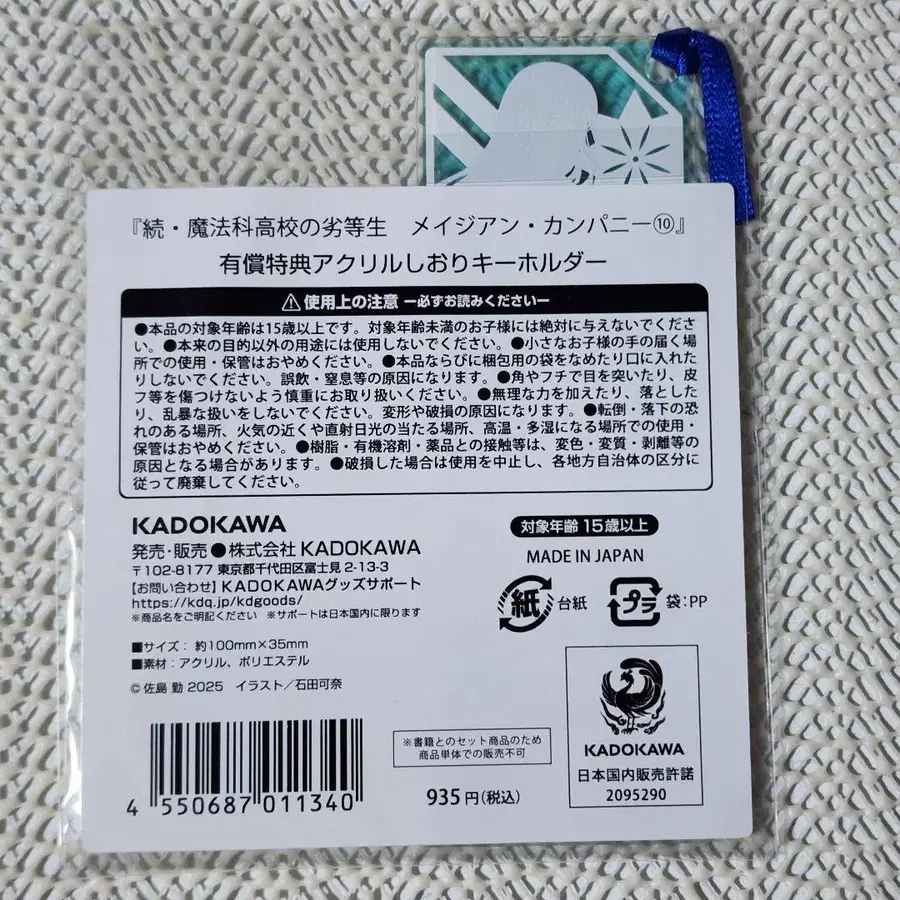 『続・魔法科高校の劣等生　メイジアン・カンパニー⑩』
有償特典アクリルしおりキーホルダー
⚠使用上の注意 ー必ずお読みくださいー
●本品の対象年齢は15歳以上です。対象年齢未満のお子様には絶対に与えないでくださ
い。●本来の目的以外の用途には使用しないでください。●小さなお子様の手の届く場
所での使用・保管はおやめください。●本品ならびに梱包用の袋をなめたり口に入れた
りしないでください。誤飲・窒息等の原因になります。●角やフチで目を突いたり、皮
フ等を傷つけないよう慎重にお取り扱いください。●無理な力を加えたり、落とした
り、乱暴な扱いをしないでください。変形や破損の原因になります。●転倒・落下の恐
れのある場所、火気の近くや直射日光の当たる場所、高温・多湿になる場所での使用・
保管はおやめください。●樹脂・有機溶剤・薬品との接触等は、変色・変質・剥離等の
原因となる場合があります。●破損した場合は使用を中止し、各地方自治体の区分に
従って廃棄してください。
KADOKAWA
発売・販売●株式会社 KADOKAWA
〒102-8177 東京都千代田区富士見 2-13-3
【お問い合わせ】KADOKAWAグッズサポート
https://kdq.jp/kdgoods/
※商品名をご明記ください　※サポートは日本国内に限ります
■サイズ： 約100mm×35mm
■素材：アクリル、ポリエステル
© 佐島 勤 2025　イラスト／石田可奈
対象年齢 15歳以上
MADE IN JAPAN
紙 台紙
プラ 袋：PP
4 550687 011340
※書籍とのセット商品のため
商品単体での販売不可
935円(税込)
KADOKAWA
日本国内販売許諾
2095290